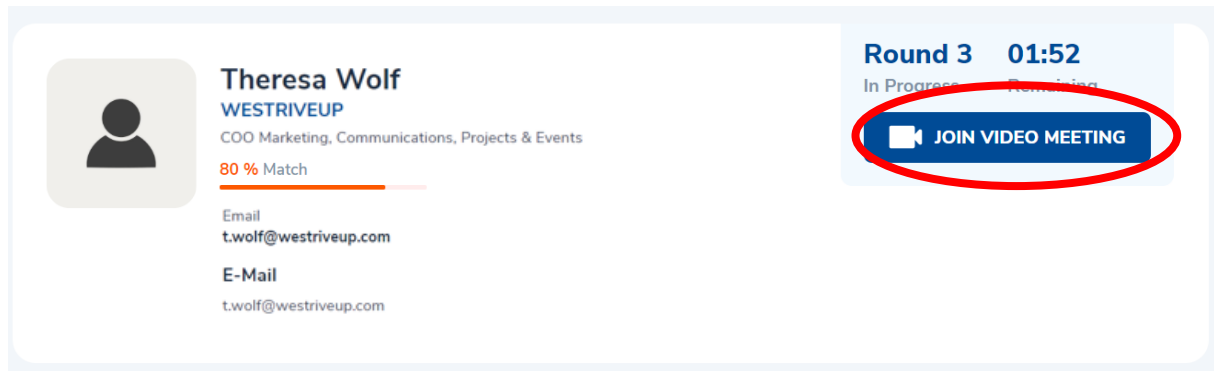 Theresa Wolf
WESTRIVEUP
COO Marketing, Communications, Projects & Events
80 % Match
Email
t.wolf@westriveup.com
E-Mail
t.wolf@westriveup.com
Round 3 01:52
In Progress Remaining
JOIN VIDEO MEETING